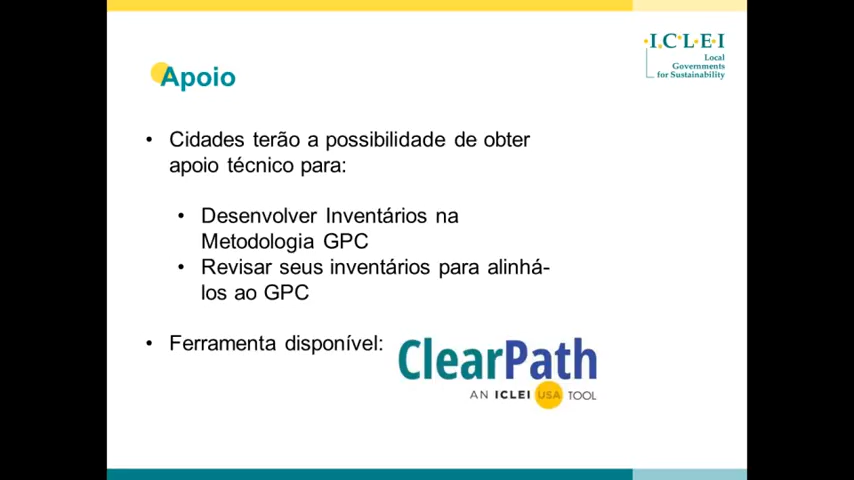 ·I.C·L·E·I
Local
Governments
for Sustainability
Apoio
• Cidades terão a possibilidade de obter
apoio técnico para:
• Desenvolver Inventários na
Metodologia GPC
• Revisar seus inventários para alinhá-
los ao GPC
• Ferramenta disponível:
ClearPath
AN ICLEI USA TOOL